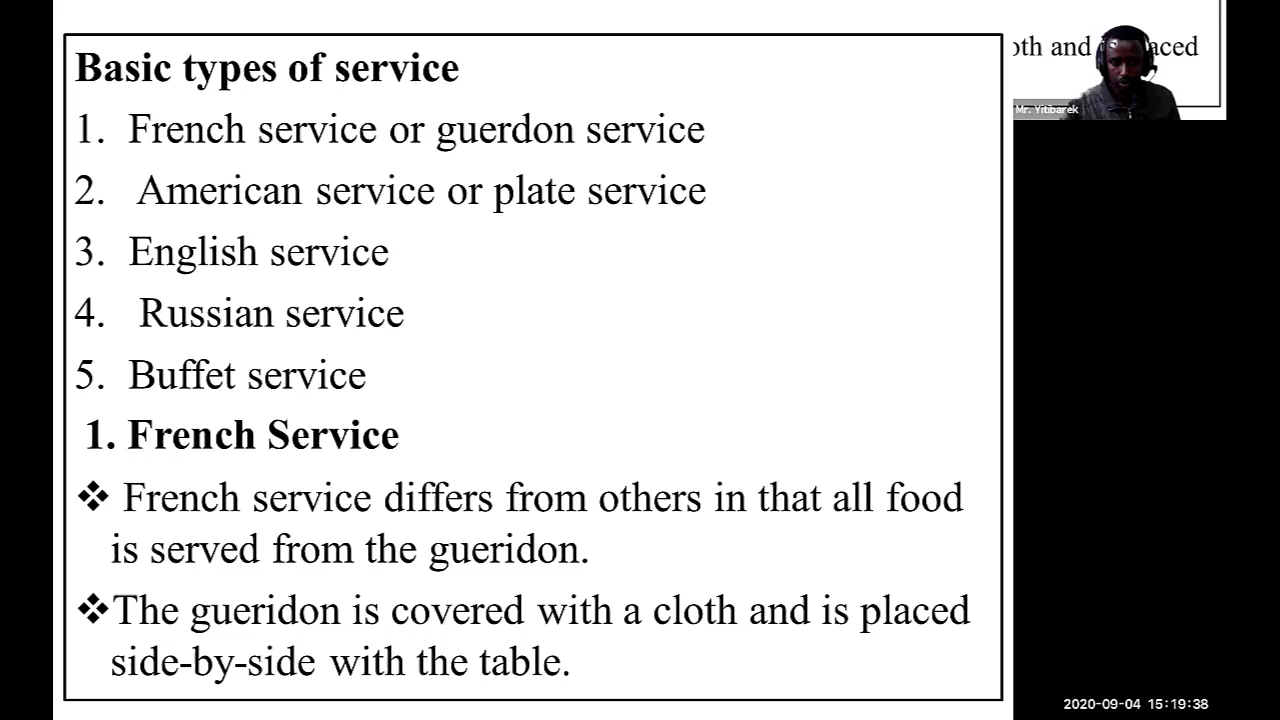 Basic types of service
1. French service or guerdon service
2. American service or plate service
3. English service
4. Russian service
5. Buffet service
1. French Service
❖ French service differs from others in that all food
is served from the gueridon.
❖The gueridon is covered with a cloth and is placed
side-by-side with the table.
oth and aced
Mr. Yitibarek
2020-09-04 15:19:38